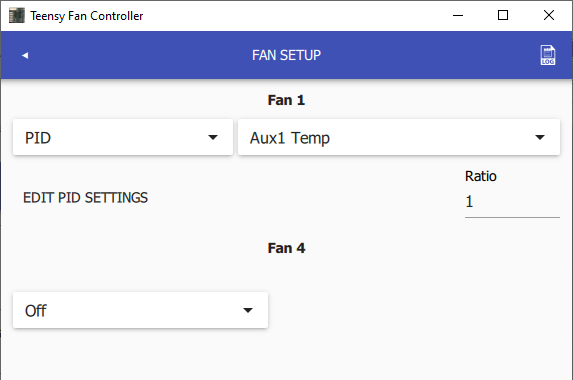 Teensy Fan Controller
FAN SETUP
LOG
Fan 1
PID
Aux1 Temp
EDIT PID SETTINGS
Ratio
1
Fan 4
Off